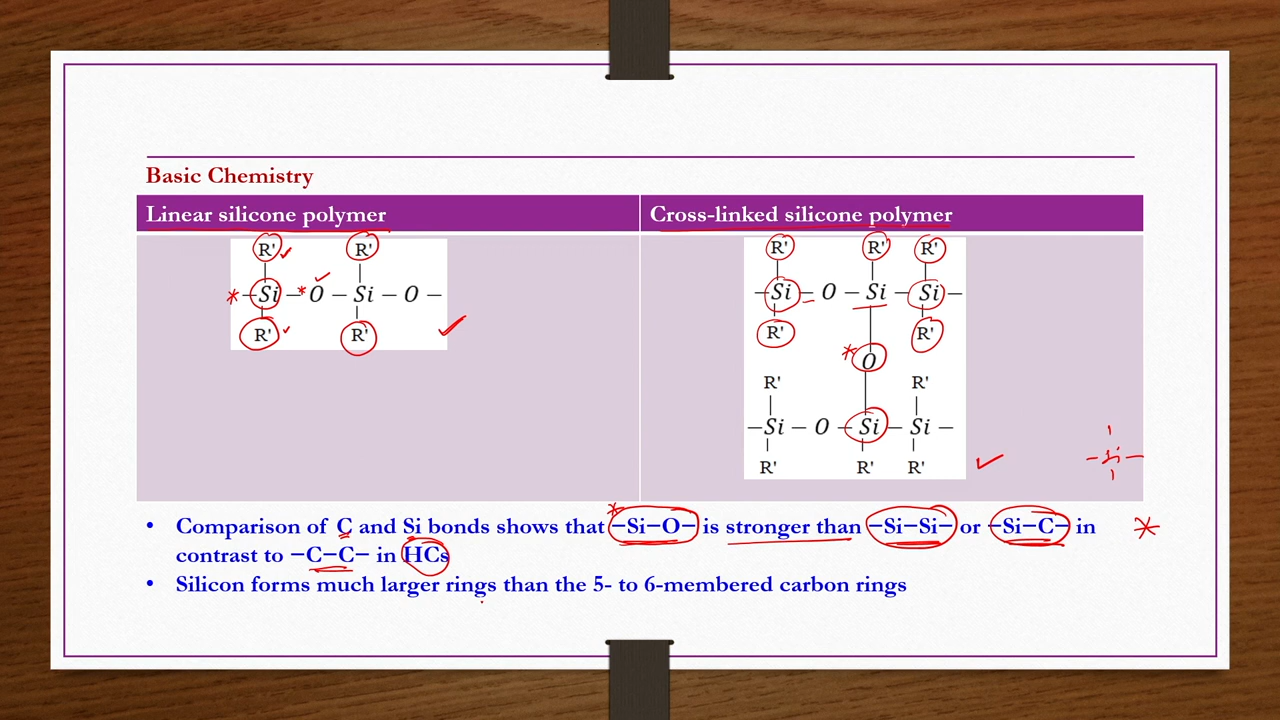 Basic Chemistry
Linear silicone polymer
Cross-linked silicone polymer
R' R'
* – Si – * O – Si – O –
R' R'
R' R' R'
– Si – O – Si – Si –
R' R'
* O
R' R'
– Si – O – Si – Si –
R' R' R'
– Si –
• Comparison of C and Si bonds shows that * –Si–O– is stronger than –Si–Si– or –Si–C– in *
contrast to –C–C– in HCs
• Silicon forms much larger rings than the 5- to 6-membered carbon rings